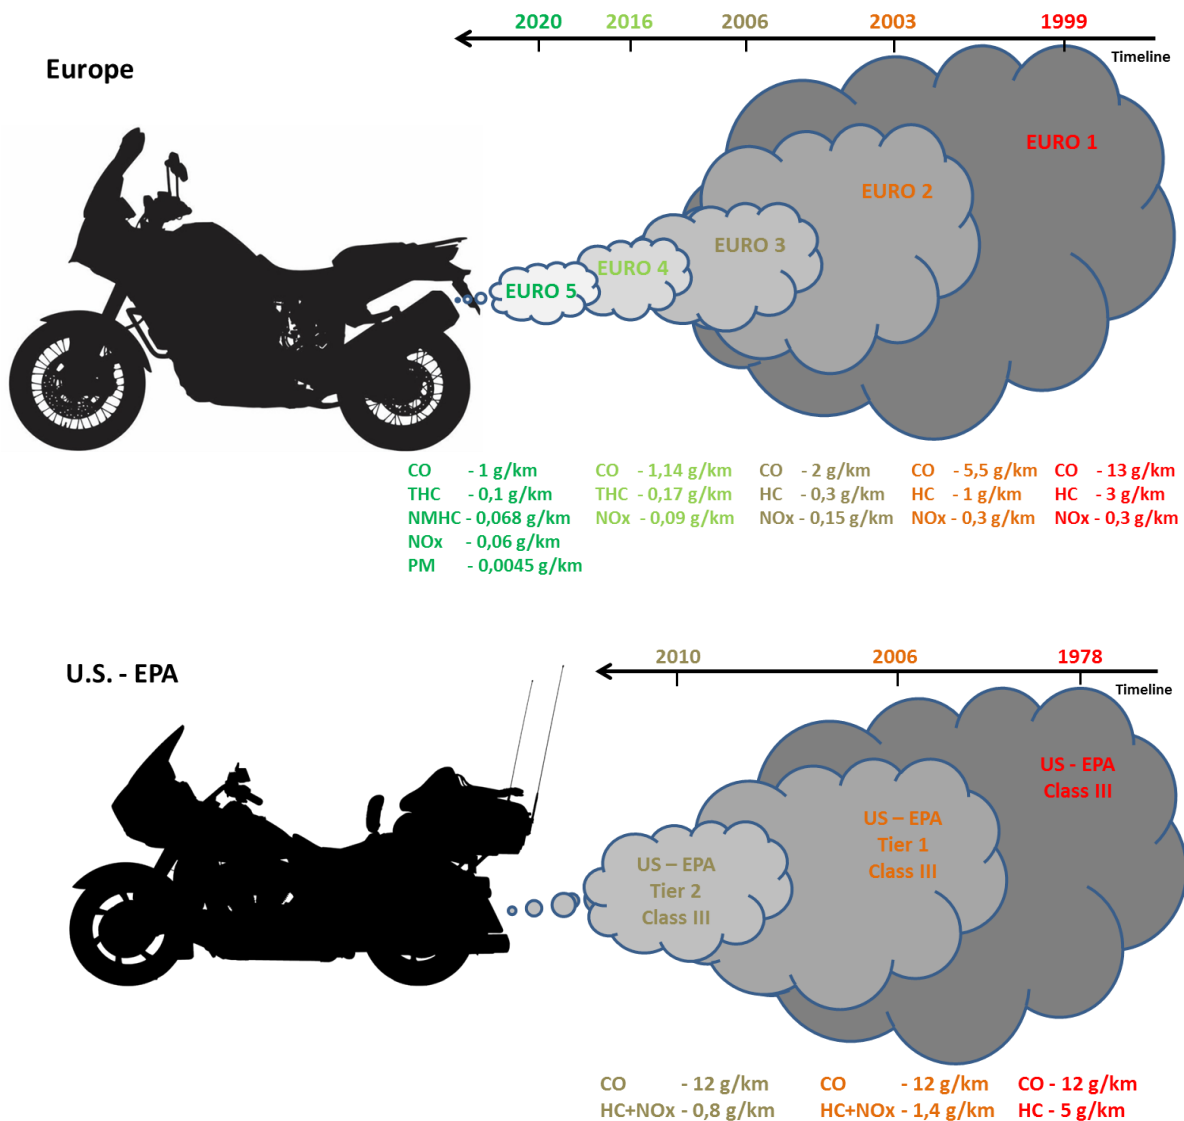 2020 2016 2006 2003 1999
Timeline
Europe
EURO 1
EURO 2
EURO 3
EURO 4
EURO 5
CO - 1 g/km
THC - 0,1 g/km
NMHC - 0,068 g/km
NOx - 0,06 g/km
PM - 0,0045 g/km
CO - 1,14 g/km
THC - 0,17 g/km
NOx - 0,09 g/km
CO - 2 g/km
HC - 0,3 g/km
NOx - 0,15 g/km
CO - 5,5 g/km
HC - 1 g/km
NOx - 0,3 g/km
CO - 13 g/km
HC - 3 g/km
NOx - 0,3 g/km
2010 2006 1978
Timeline
U.S. - EPA
US - EPA
Class III
US – EPA
Tier 1
Class III
US – EPA
Tier 2
Class III
CO - 12 g/km
HC+NOx - 0,8 g/km
CO - 12 g/km
HC+NOx - 1,4 g/km
CO - 12 g/km
HC - 5 g/km